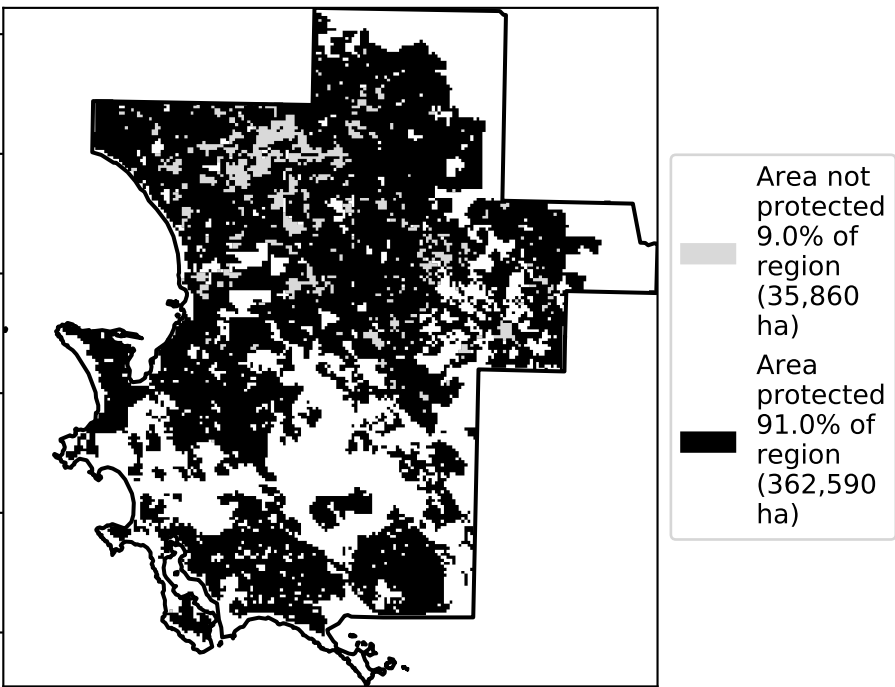 Area not
protected
9.0% of
region
(35,860
ha)
Area
protected
91.0% of
region
(362,590
ha)